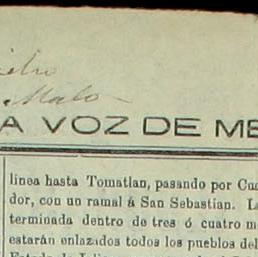 Malo
A VOZ DE ME
linea hasta Tomatlan, pasando por Cua
dor, con un ramal á San Sebastian. L
terminada dentro de tres ó cuatro m
estarán enlazados todos los pueblos del